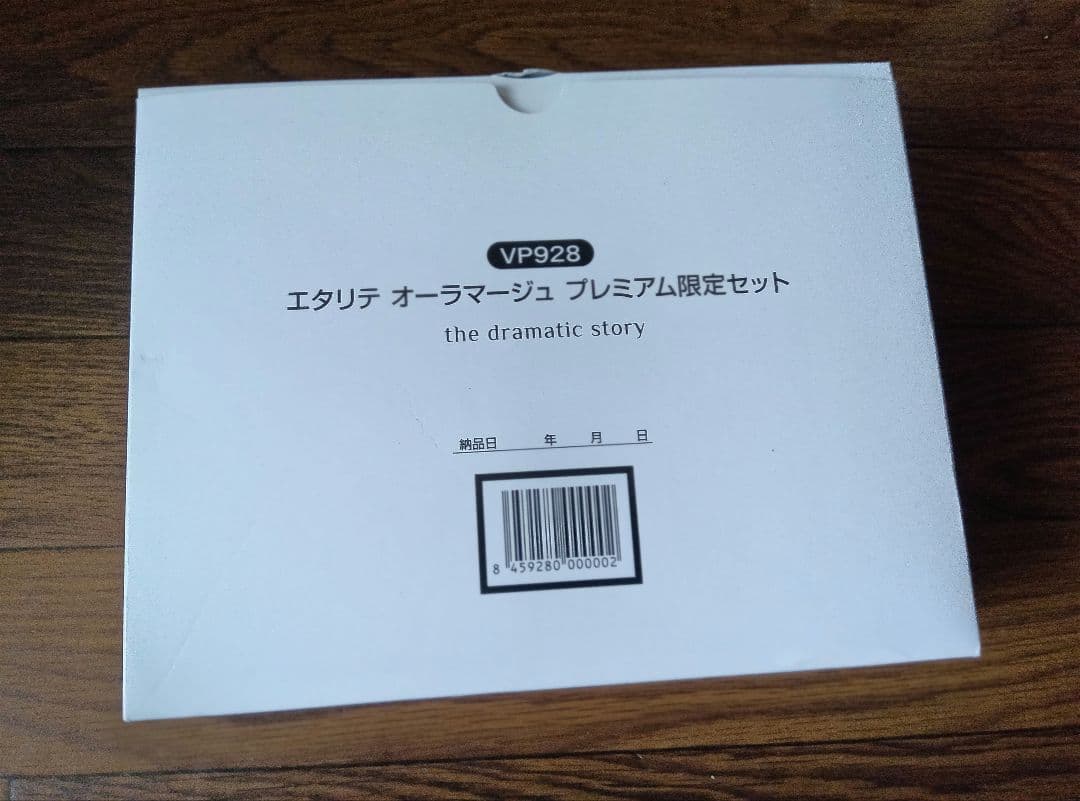 VP928
エタリテ オーラマージュ プレミアム限定セット
the dramatic story
納品日 年 月 日
8 459280 000002